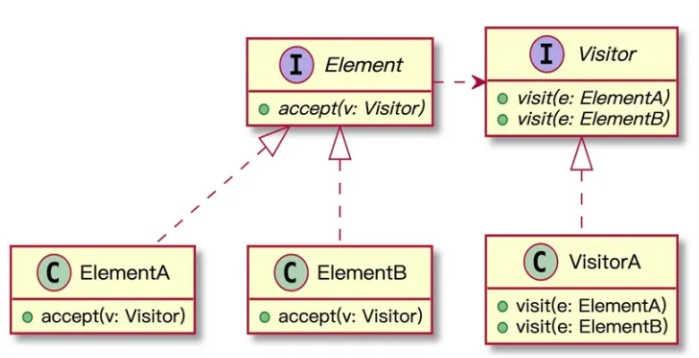 I Element
accept(v: Visitor)
I Visitor
visit(e: ElementA)
visit(e: ElementB)
C ElementA
accept(v: Visitor)
C ElementB
accept(v: Visitor)
C VisitorA
visit(e: ElementA)
visit(e: ElementB)